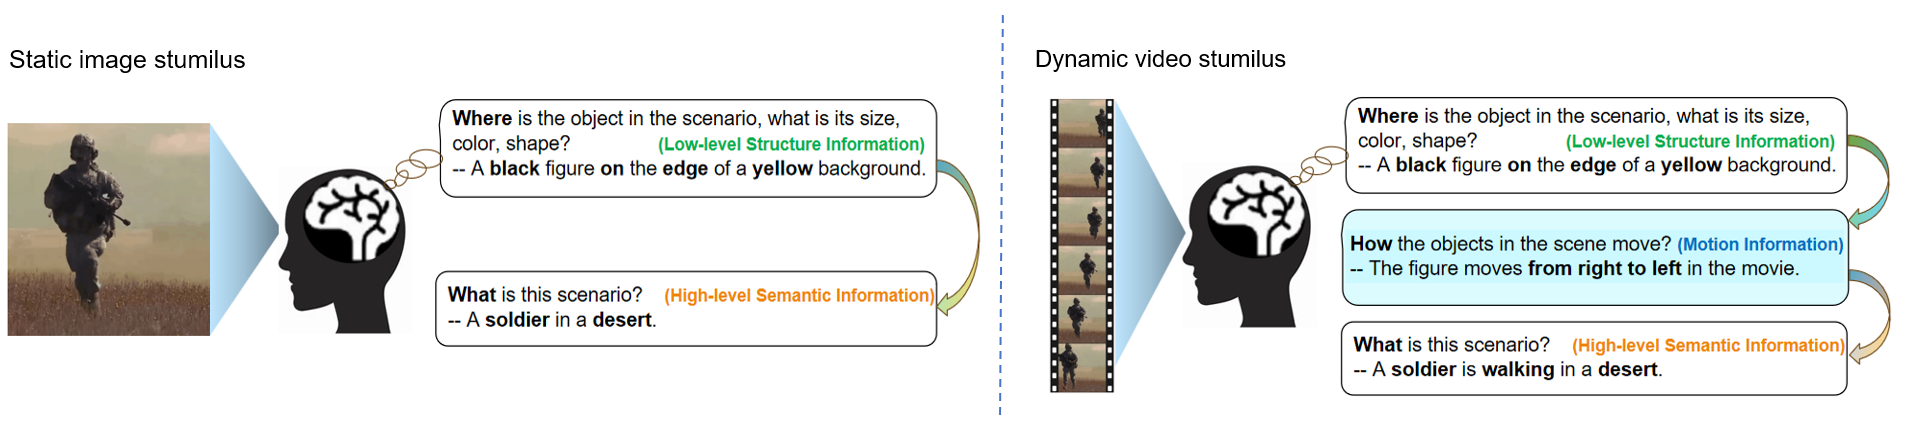 Static image stumilus
Where is the object in the scenario, what is its size,
color, shape? (Low-level Structure Information)
-- A black figure on the edge of a yellow background.
What is this scenario? (High-level Semantic Information)
-- A soldier in a desert.
Dynamic video stumilus
Where is the object in the scenario, what is its size,
color, shape? (Low-level Structure Information)
-- A black figure on the edge of a yellow background.
How the objects in the scene move? (Motion Information)
-- The figure moves from right to left in the movie.
What is this scenario? (High-level Semantic Information)
-- A soldier is walking in a desert.